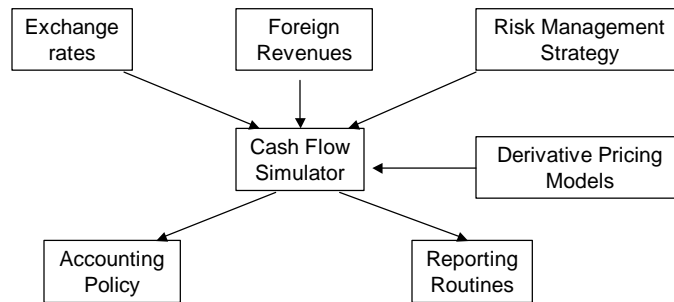 Exchange
rates
Foreign
Revenues
Risk Management
Strategy
Cash Flow
Simulator
Derivative Pricing
Models
Accounting
Policy
Reporting
Routines